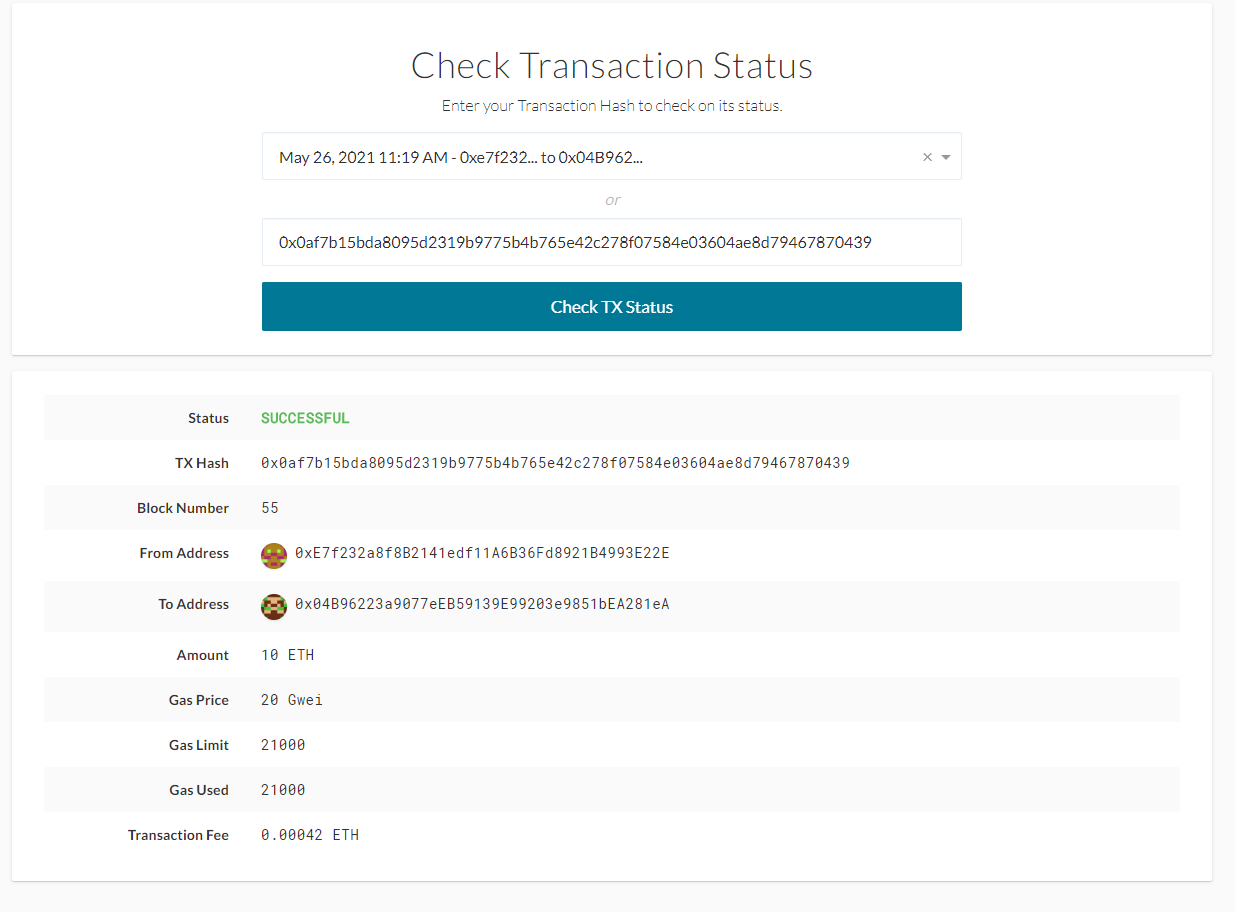 Check Transaction Status
Enter your Transaction Hash to check on its status.
May 26, 2021 11:19 AM - 0xe7f232... to 0x04B962...
or
0x0af7b15bda8095d2319b9775b4b765e42c278f07584e03604ae8d79467870439
Check TX Status
Status SUCCESSFUL
TX Hash 0x0af7b15bda8095d2319b9775b4b765e42c278f07584e03604ae8d79467870439
Block Number 55
From Address 0xE7f232a8f8B2141edf11A6B36Fd8921B4993E22E
To Address 0x04B96223a9077eEB59139E99203e9851bEA281eA
Amount 10 ETH
Gas Price 20 Gwei
Gas Limit 21000
Gas Used 21000
Transaction Fee 0.00042 ETH